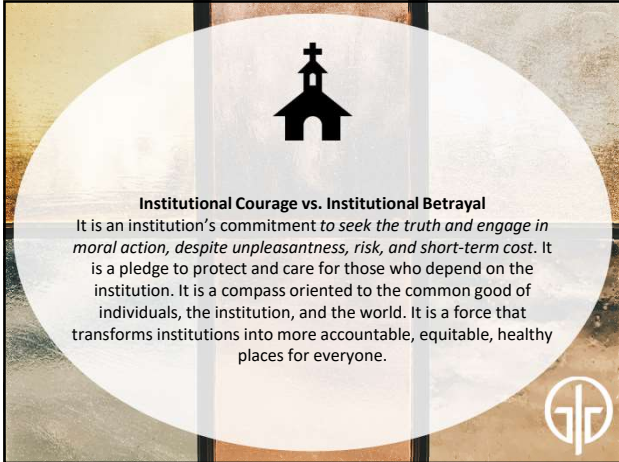 Institutional Courage vs. Institutional Betrayal
It is an institution’s commitment to seek the truth and engage in
moral action, despite unpleasantness, risk, and short-term cost. It
is a pledge to protect and care for those who depend on the
institution. It is a compass oriented to the common good of
individuals, the institution, and the world. It is a force that
transforms institutions into more accountable, equitable, healthy
places for everyone.